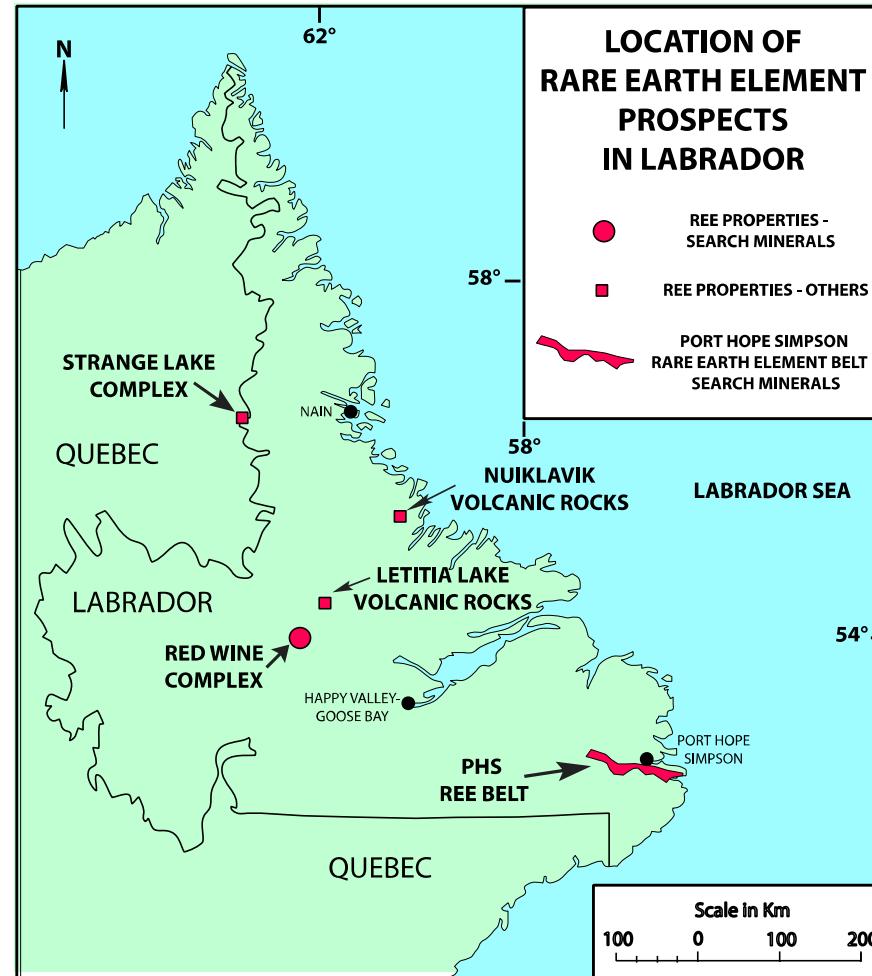 62°
N
LOCATION OF
RARE EARTH ELEMENT
PROSPECTS
IN LABRADOR
REE PROPERTIES -
SEARCH MINERALS
58°
REE PROPERTIES - OTHERS
PORT HOPE SIMPSON
RARE EARTH ELEMENT BELT
SEARCH MINERALS
STRANGE LAKE
COMPLEX
NAIN
QUEBEC
58°
NUIKLAVIK
VOLCANIC ROCKS
LABRADOR SEA
LETITIA LAKE
VOLCANIC ROCKS
LABRADOR
54°
RED WINE
COMPLEX
HAPPY VALLEY-
GOOSE BAY
PORT HOPE
SIMPSON
PHS
REE BELT
QUEBEC
Scale in Km
100 0 100 200